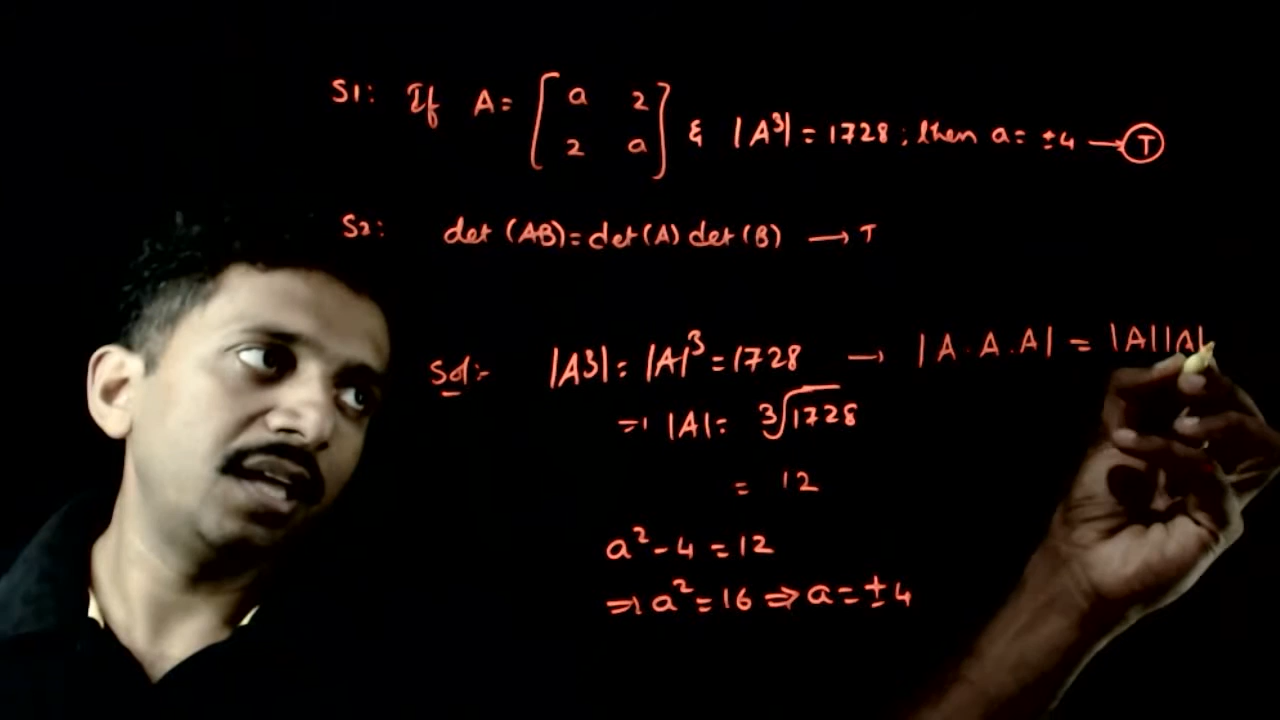 S1: If A = [a 2
2 a] & |A³| = 1728 ; then a = ±4 → T
S2: det (AB) = det (A) det (B) → T
Sol :- |A3| = |A|³ = 1728 → |A . A . A| = |A||A|
⇒ |A| = 3√1728
= 12
a² - 4 = 12
⇒ a² = 16 ⇒ a = ±4